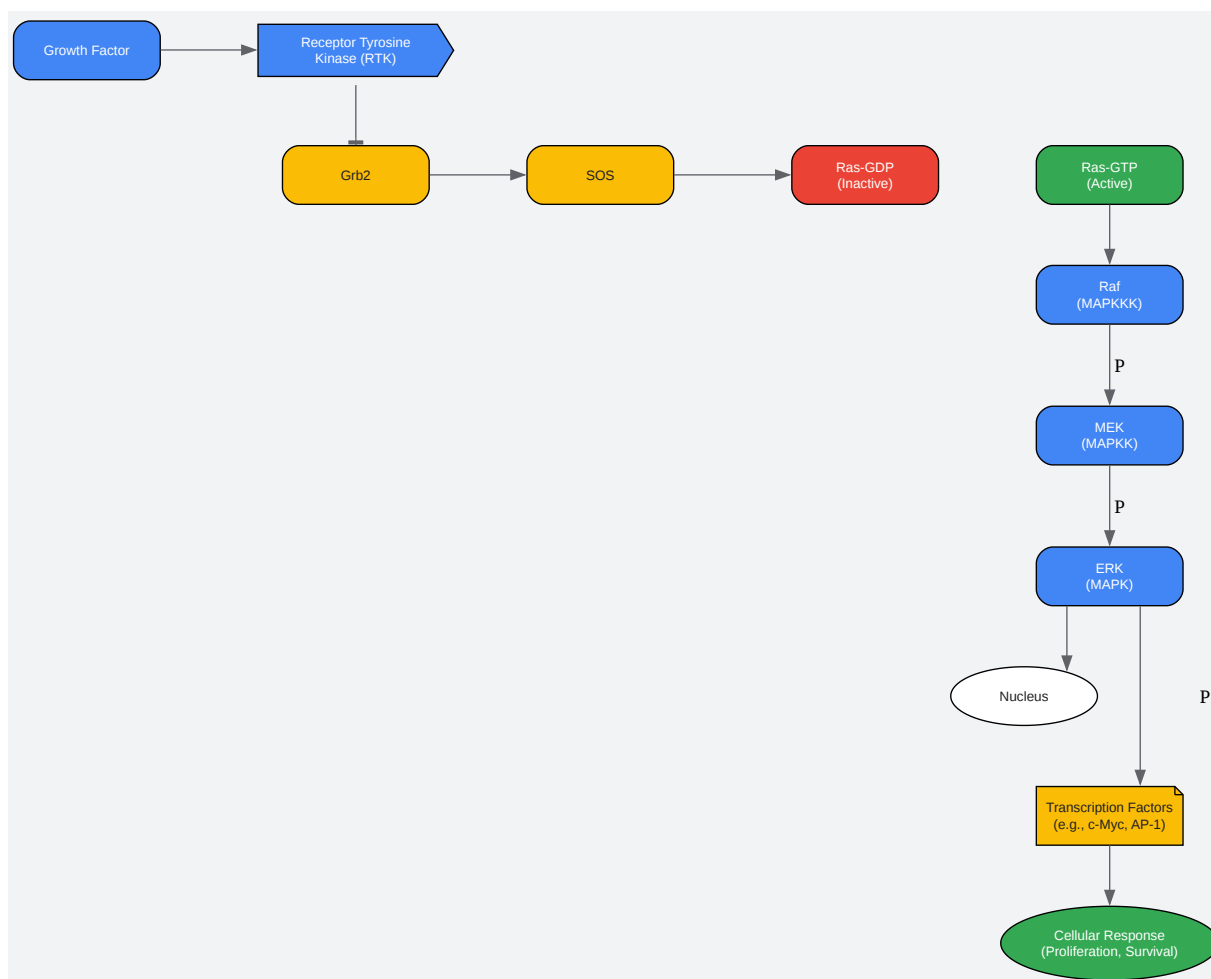 Growth Factor
Receptor Tyrosine
Kinase (RTK)
Grb2
SOS
Ras-GDP
(Inactive)
Ras-GTP
(Active)
Raf
(MAPKKK)
P
MEK
(MAPKK)
P
ERK
(MAPK)
Nucleus
P
Transcription Factors
(e.g., c-Myc, AP-1)
Cellular Response
(Proliferation, Survival)